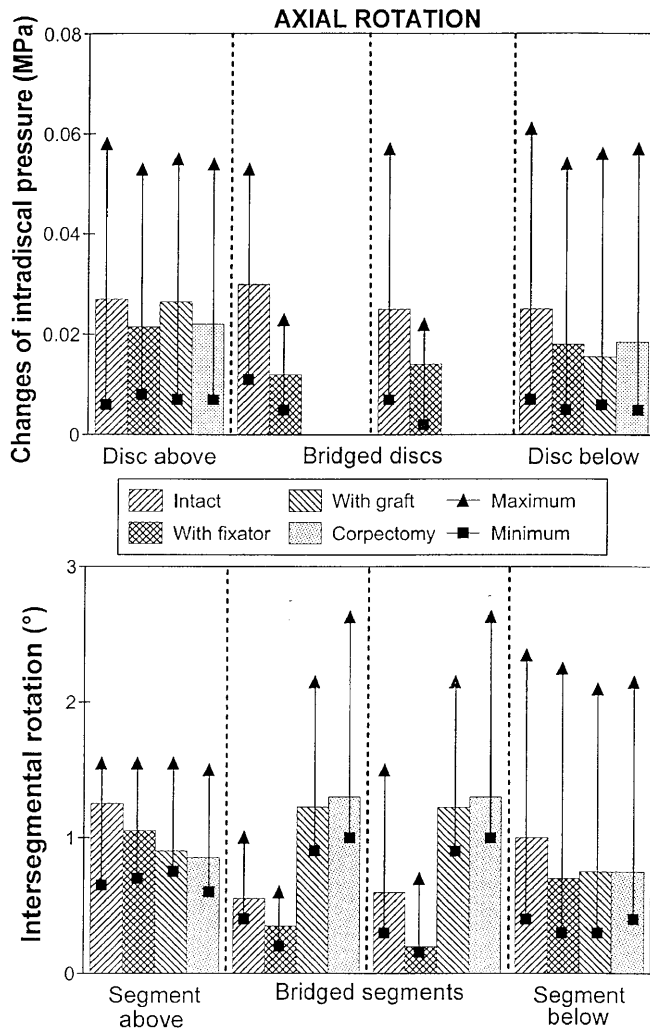 AXIAL ROTATION
Changes of intradiscal pressure (MPa)
0.08
0.06
0.04
0.02
0
Disc above
Bridged discs
Disc below
Intact
With graft
Maximum
With fixator
Corpectomy
Minimum
Intersegmental rotation (°)
3
2
1
0
Segment
above
Bridged segments
Segment
below